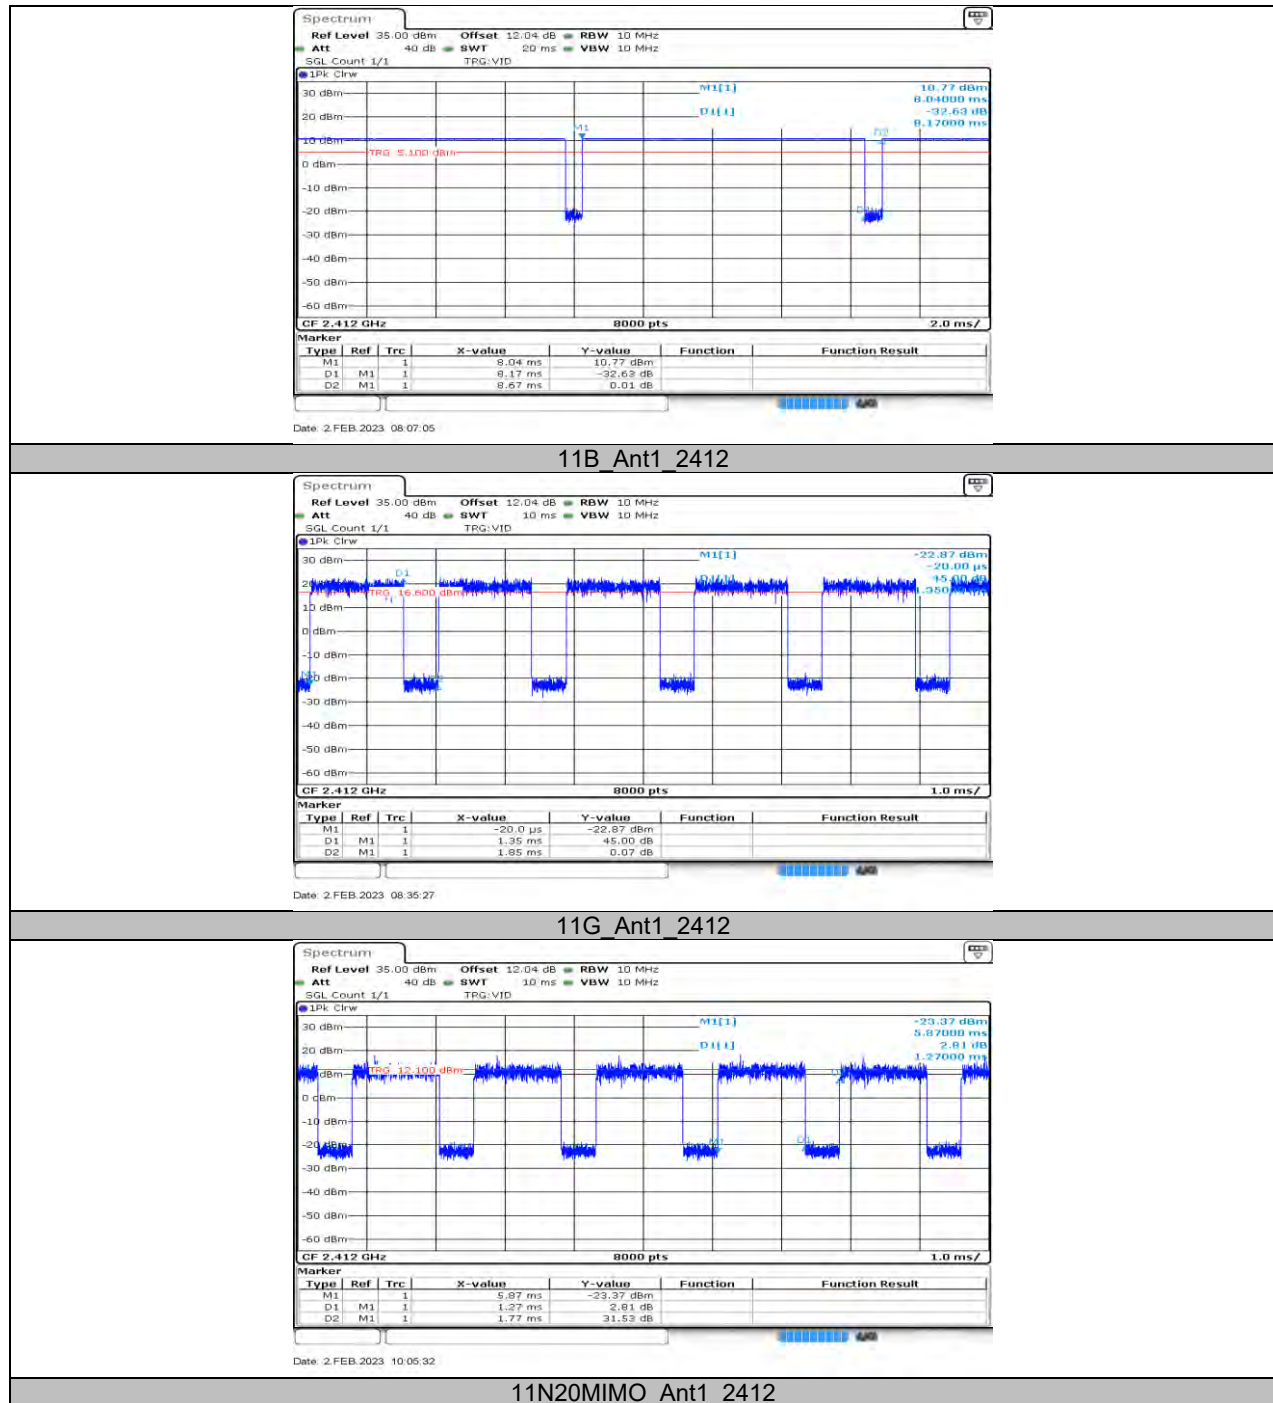 Spectrum
Ref Level 35.00 dBm Offset 12.04 dB RBW 10 MHz
Att 40 dB SWT 20 ms VBW 10 MHz
SGL Count 1/1 TRG:VID
1Pk Clrw
M1[1] 10.77 dBm
8.04000 ms
D1[1] -32.63 dB
8.17000 ms
30 dBm
20 dBm
M1
D2
10 dBm
TRG 5.100 dBm
0 dBm
-10 dBm
-20 dBm
-30 dBm
-40 dBm
-50 dBm
-60 dBm
CF 2.412 GHz 8000 pts 2.0 ms/
Marker
Type Ref Trc X-value Y-value Function Function Result
M1 1 8.04 ms 10.77 dBm
D1 M1 1 8.17 ms -32.63 dB
D2 M1 1 8.67 ms 0.01 dB
Date: 2.FEB.2023 08:07:05
11B_Ant1_2412
Spectrum
Ref Level 35.00 dBm Offset 12.04 dB RBW 10 MHz
Att 40 dB SWT 10 ms VBW 10 MHz
SGL Count 1/1 TRG:VID
1Pk Clrw
M1[1] -22.87 dBm
-20.00 µs
45.00 dB
30 dBm
D1
TRG 16.600 dBm
10 dBm
0 dBm
-10 dBm
-30 dBm
-40 dBm
-50 dBm
-60 dBm
CF 2.412 GHz 8000 pts 1.0 ms/
Marker
Type Ref Trc X-value Y-value Function Function Result
M1 1 -20.0 µs -22.87 dBm
D1 M1 1 1.35 ms 45.00 dB
D2 M1 1 1.85 ms 0.07 dB
Date: 2.FEB.2023 08:35:27
11G_Ant1_2412
Spectrum
Ref Level 35.00 dBm Offset 12.04 dB RBW 10 MHz
Att 40 dB SWT 10 ms VBW 10 MHz
SGL Count 1/1 TRG:VID
1Pk Clrw
M1[1] -23.37 dBm
5.87000 ms
D1[1] 2.81 dB
1.27000 ms
30 dBm
20 dBm
TRG 12.100 dBm
0 dBm
-10 dBm
-20 dBm
M1
D1
-30 dBm
-40 dBm
-50 dBm
-60 dBm
CF 2.412 GHz 8000 pts 1.0 ms/
Marker
Type Ref Trc X-value Y-value Function Function Result
M1 1 5.87 ms -23.37 dBm
D1 M1 1 1.27 ms 2.81 dB
D2 M1 1 1.77 ms 31.53 dB
Date: 2.FEB.2023 10:05:32
11N20MIMO_Ant1_2412